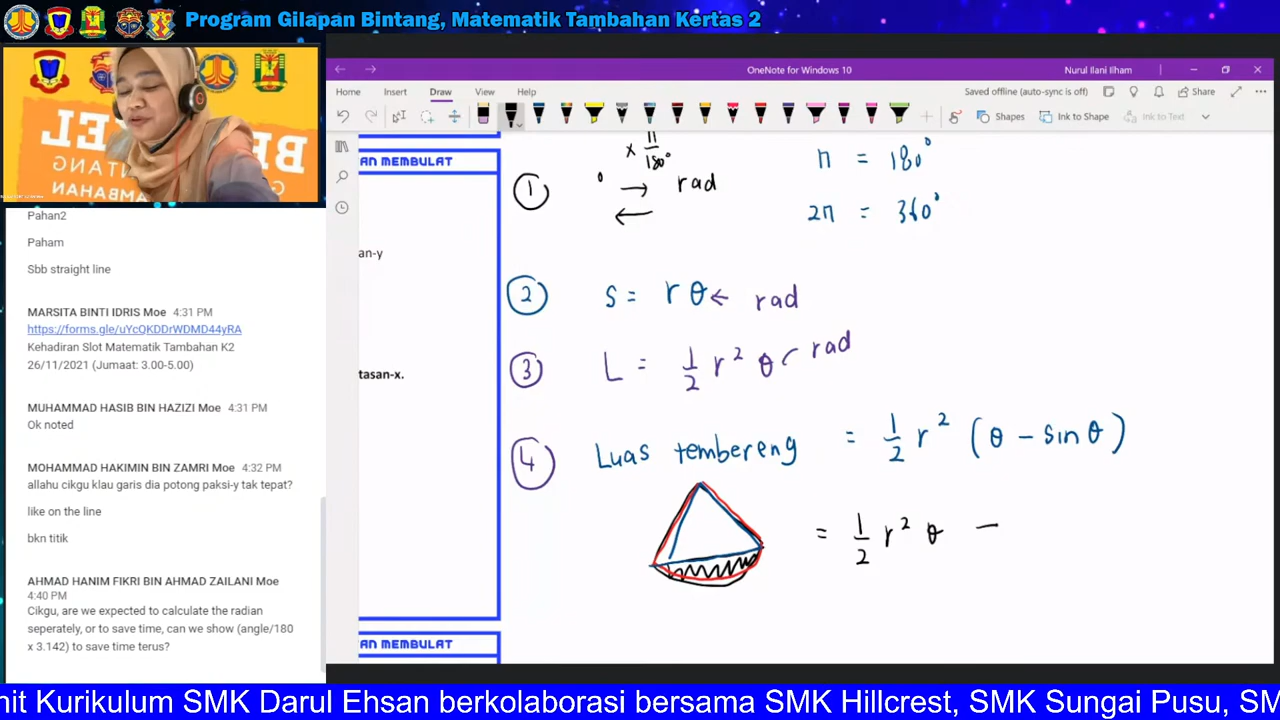 Program Gilapan Bintang, Matematik Tambahan Kertas 2
OneNote for Windows 10
Nurul Ilani Ilham
Home Insert Draw View Help
Saved offline (auto-sync is off)
Share
Shapes
Ink to Shape
Ink to Text
Pahan2
Paham
Sbb straight line
MARSITA BINTI IDRIS Moe 4:31 PM
https://forms.gle/uYcQKDDrWDMD44yRA
Kehadiran Slot Matematik Tambahan K2
26/11/2021 (Jumaat: 3.00-5.00)
MUHAMMAD HASIB BIN HAZIZI Moe 4:31 PM
Ok noted
MOHAMMAD HAKIMIN BIN ZAMRI Moe 4:32 PM
allahu cikgu klau garis dia potong paksi-y tak tepat?
like on the line
bkn titik
AHMAD HANIM FIKRI BIN AHMAD ZAILANI Moe
4:40 PM
Cikgu, are we expected to calculate the radian
seperately, or to save time, can we show (angle/180
x 3.142) to save time terus?
AN MEMBULAT
an-y
tasan-x.
AN MEMBULAT
× π/180°
1 ° → rad
←
π = 180°
2π = 360°
2 s = rθ ← rad
3 L = 1/2 r² θ rad
4 Luas tembereng = 1/2 r² (θ − sin θ)
= 1/2 r² θ −
nit Kurikulum SMK Darul Ehsan berkolaborasi bersama SMK Hillcrest, SMK Sungai Pusu, SM